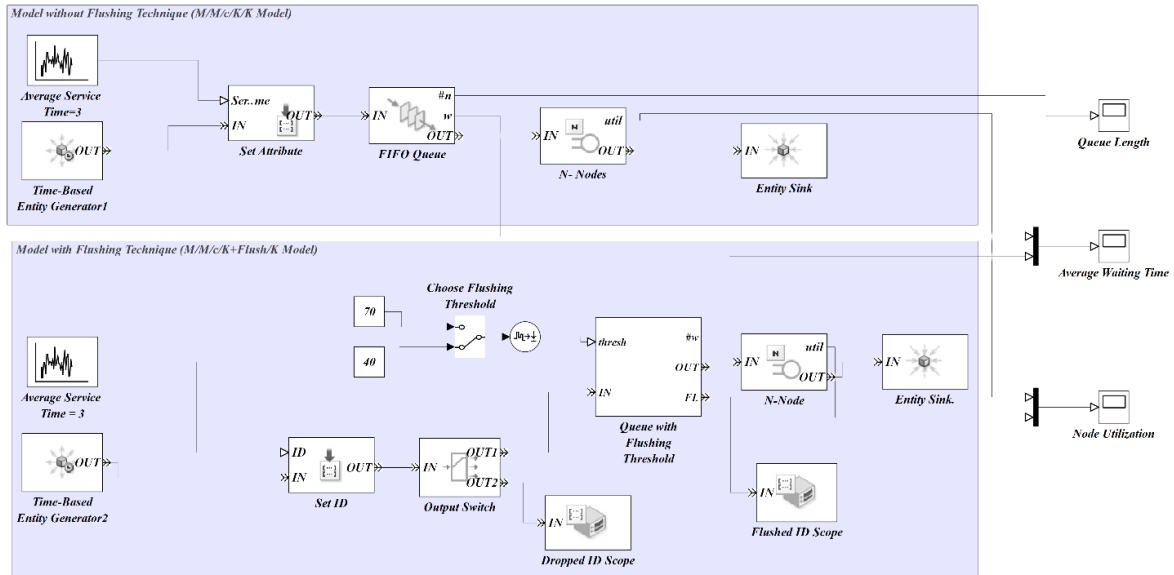 Model without Flushing Technique (M/M/c/K/K Model)
Average Service
Time=3
OUT
Time-Based
Entity Generator1
Ser..me
IN
OUT
Set Attribute
IN
#n
w
OUT
FIFO Queue
IN
N
util
OUT
N- Nodes
IN
Entity Sink
Queue Length
Average Waiting Time
Node Utilization
Model with Flushing Technique (M/M/c/K+Flush/K Model)
Choose Flushing
Threshold
70
40
Average Service
Time = 3
OUT
Time-Based
Entity Generator2
ID
IN
OUT
Set ID
IN
OUT1
OUT2
Output Switch
IN
Dropped ID Scope
thresh
IN
#w
OUT
FL
Queue with
Flushing
Threshold
IN
N
util
OUT
N-Node
IN
Entity Sink.
IN
Flushed ID Scope